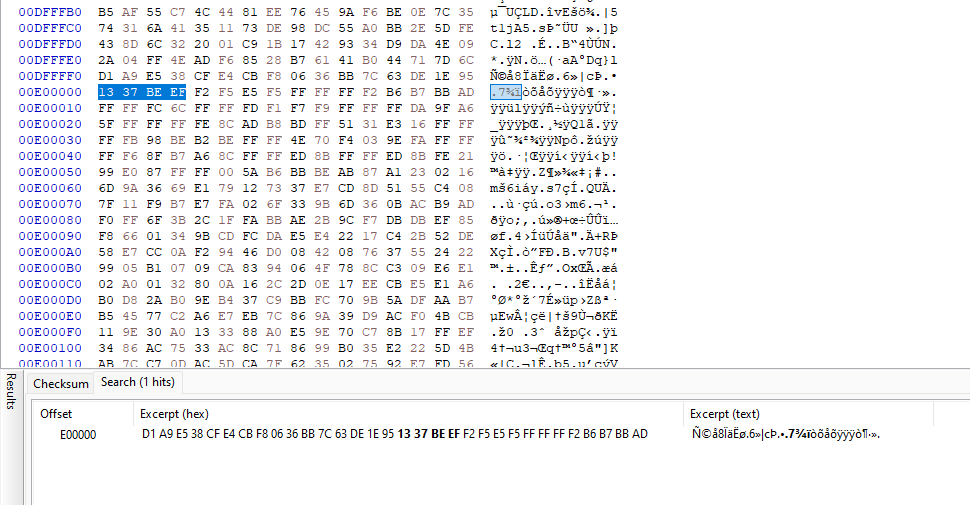 00DFFFB0 B5 AF 55 C7 4C 44 81 EE 76 45 9A F6 BE 0E 7C 35 µ¯UÇLD.îvEšö¾.|5
00DFFFC0 74 31 6A 41 35 11 73 DE 98 DC 55 A0 BB 2E 5D FE t1jA5.sÞ˜ÜU ».]þ
00DFFFD0 43 8D 6C 32 20 01 C9 1B 17 42 93 34 D9 DA 4E 09 C.l2 .É..B“4ÙÚN.
00DFFFE0 2A 04 FF 4E AD F6 85 28 B7 61 41 B0 44 71 7D 6C *.ÿN.ö…(·aA°Dq}l
00DFFFF0 D1 A9 E5 38 CF E4 CB F8 06 36 BB 7C 63 DE 1E 95 Ñ©å8ÏäËø.6»|cÞ.•
00E00000 13 37 BE EF F2 F5 E5 F5 FF FF FF F2 B6 B7 BB AD .7¾ïòõåõÿÿÿò¶·».
00E00010 FF FF FC 6C FF FF FF FD F1 F7 F9 FF FF DA 9F A6 ÿÿülÿÿÿýñ÷ùÿÿÚŸ¦
00E00020 5F FF FF FF FE 8C AD B8 BD FF 51 31 E3 16 FF FF _ÿÿÿþŒ.¸½ÿQ1ã.ÿÿ
00E00030 FF FB 98 BE B2 BE FF FF 4E 70 F4 03 9E FA FF FF ÿû˜¾²¾ÿÿNpô.žúÿÿ
00E00040 FF F6 8F B7 A6 8C FF FF ED 8B FF FF ED 8B FE 21 ÿö.·¦Œÿÿí‹ÿÿí‹þ!
00E00050 99 E0 87 FF FF 00 5A B6 BB BE AB 87 A1 23 02 16 ™à‡ÿÿ.Z¶»¾«‡¡#..
00E00060 6D 9A 36 69 E1 79 12 73 37 E7 CD 8D 51 55 C4 08 mš6iáy.s7çÍ.QUÄ.
00E00070 7F 11 F9 B7 E7 FA 02 6F 33 9B 6D 36 0B AC B9 AD ..ù·çú.o3›m6.¬¹.
00E00080 F0 FF 6F 3B 2C 1F FA BB AE 2B 9C F7 DB DB EF 85 ðÿo;,.ú»®+œ÷ÛÛï…
00E00090 F8 66 01 34 9B CD FC DA E5 E4 22 17 C4 2B 52 DE øf.4›ÍüÚåä".Ä+RÞ
00E000A0 58 E7 CC 0A F2 94 46 D0 08 42 08 76 37 55 24 22 XçÌ.ò”FÐ.B.v7U$"
00E000B0 99 05 B1 07 09 CA 83 94 06 4F 78 8C C3 09 E6 E1 ™.±..Êƒ”.OxŒÃ.æá
00E000C0 02 A0 01 32 80 0A 16 2C 2D 0E 17 EE CB E5 E1 A6 . .2€..,-..îËåá¦
00E000D0 B0 D8 2A B0 9E B4 37 C9 BB FC 70 9B 5A DF AA B7 °Ø*°ž´7É»üp›Zßª·
00E000E0 B5 45 77 C2 A6 E7 EB 7C 86 9A 39 D9 AC F0 4B CB µEwÂ¦çë|†š9Ù¬ðKË
00E000F0 11 9E 30 A0 13 33 88 A0 E5 9E 70 C7 8B 17 FF EF .ž0 .3ˆ åžpÇ‹.ÿï
00E00100 34 86 AC 75 33 AC 8C 71 86 99 B0 35 E2 22 5D 4B 4†¬u3¬Œq†™°5â"]K
00E00110 AB 7C C7 0D AC 5D CA 7F 62 35 02 75 92 E7 FD 56 «|Ç.¬]Ê.b5.u’çýV
Results
Checksum Search (1 hits)
Offset Excerpt (hex) Excerpt (text)
E00000 D1 A9 E5 38 CF E4 CB F8 06 36 BB 7C 63 DE 1E 95 13 37 BE EF F2 F5 E5 F5 FF FF FF F2 B6 B7 BB AD Ñ©å8ÏäËø.6»|cÞ.•.7¾ïòõåõÿÿÿò¶·».